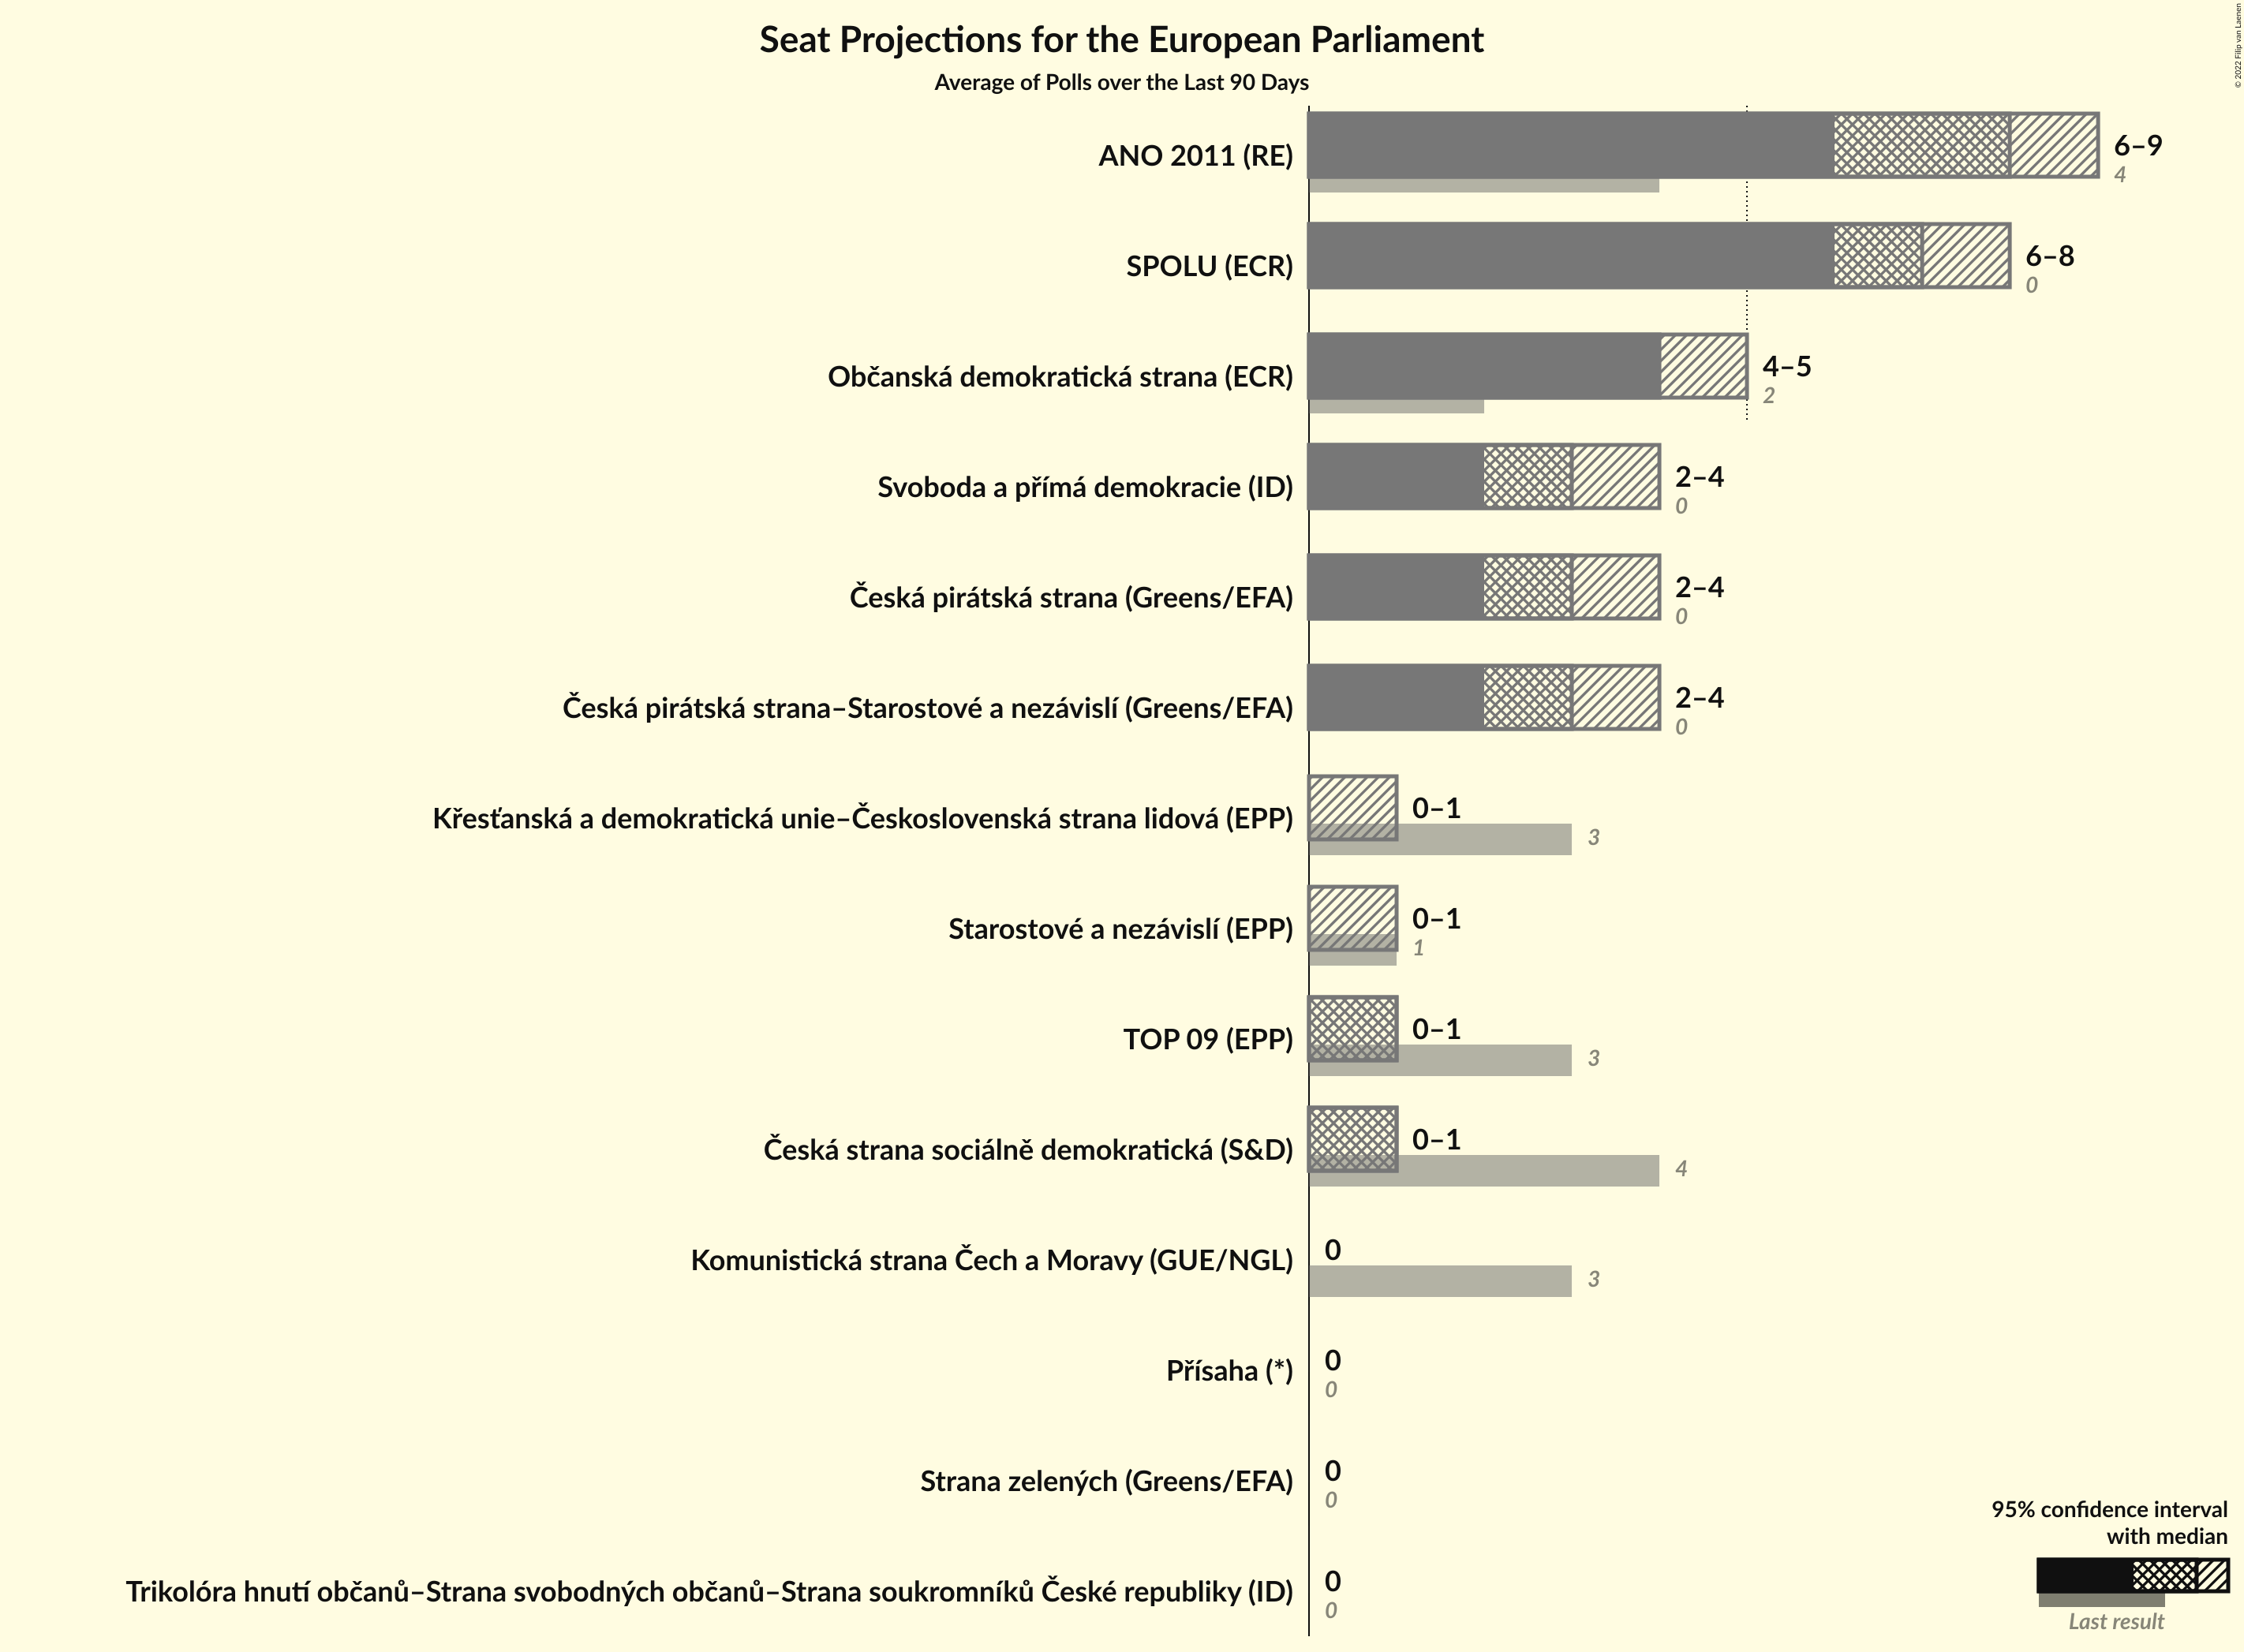 Seat Projections for the European Parliament
Average of Polls over the Last 90 Days
© 2022 Filip van Laenen
ANO 2011 (RE)
6–9
4
SPOLU (ECR)
6–8
0
Občanská demokratická strana (ECR)
4–5
2
Svoboda a přímá demokracie (ID)
2–4
0
Česká pirátská strana (Greens/EFA)
2–4
0
Česká pirátská strana–Starostové a nezávislí (Greens/EFA)
2–4
0
Křesťanská a demokratická unie–Československá strana lidová (EPP)
0–1
3
Starostové a nezávislí (EPP)
0–1
1
TOP 09 (EPP)
0–1
3
Česká strana sociálně demokratická (S&D)
0–1
4
Komunistická strana Čech a Moravy (GUE/NGL)
0
3
Přísaha (*)
0
0
Strana zelených (Greens/EFA)
0
0
Trikolóra hnutí občanů–Strana svobodných občanů–Strana soukromníků České republiky (ID)
0
0
95% confidence interval
with median
Last result